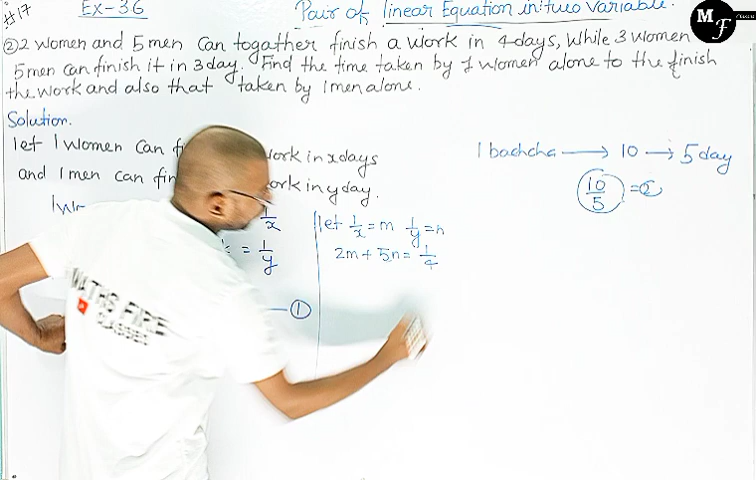 #17 Ex-36 Pair of linear Equation in two variable.
M F CLASSES
② 2 women and 5 men can togather finish a work in 4 days, while 3 women
5 men can finish it in 3 day. Find the time taken by 1 women alone to the finish
the work and also that taken by 1 men alone.
Solution.
let 1 women can work in x days
and 1 men can work in y day.
1/x
= 1/y
①
let 1/x = m 1/y = n
2m + 5n = 1/4
1 bachcha → 10 → 5 day
10/5 = 2
MATHS FIRE
CLASSES